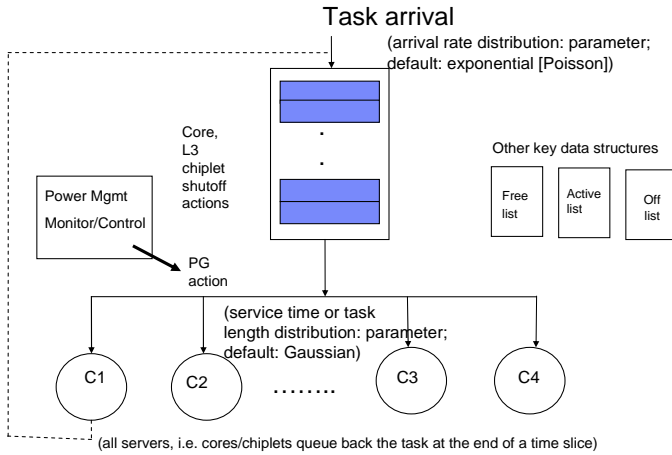 Task arrival
(arrival rate distribution: parameter;
default: exponential [Poisson])
Core,
L3
chiplet
shutoff
actions
Other key data structures
Power Mgmt
Monitor/Control
Free
list
Active
list
Off
list
PG
action
(service time or task
length distribution: parameter;
default: Gaussian)
C1
C2
........
C3
C4
(all servers, i.e. cores/chiplets queue back the task at the end of a time slice)